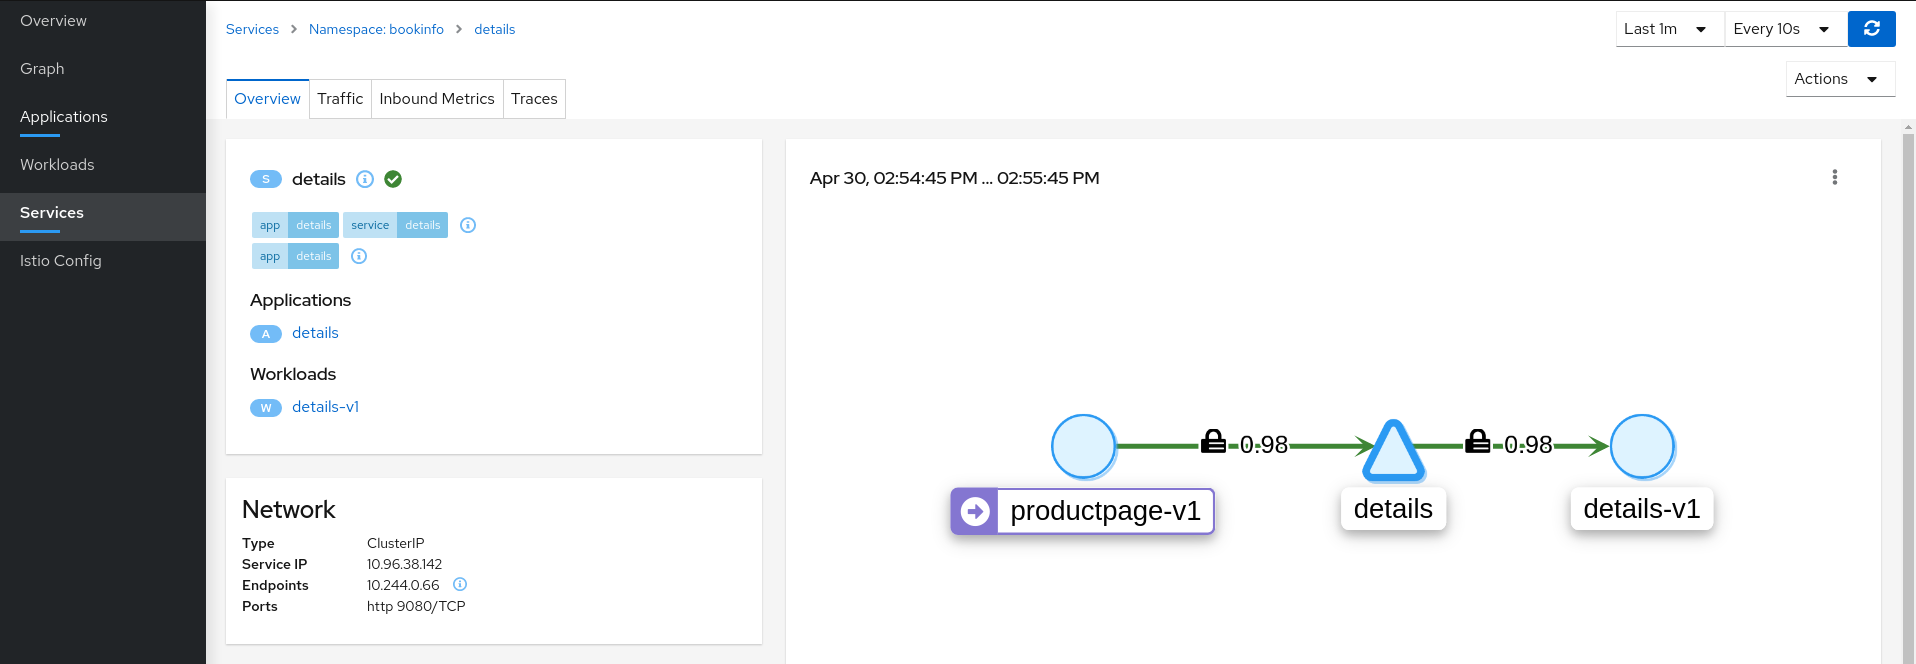 Overview
Graph
Applications
Workloads
Services
Istio Config
Services > Namespace: bookinfo > details
Last 1m
Every 10s
Actions
Overview Traffic Inbound Metrics Traces
S details
app details service details
app details
Applications
A details
Workloads
W details-v1
Network
Type ClusterIP
Service IP 10.96.38.142
Endpoints 10.244.0.66
Ports http 9080/TCP
Apr 30, 02:54:45 PM ... 02:55:45 PM
0.98 0.98
productpage-v1 details details-v1